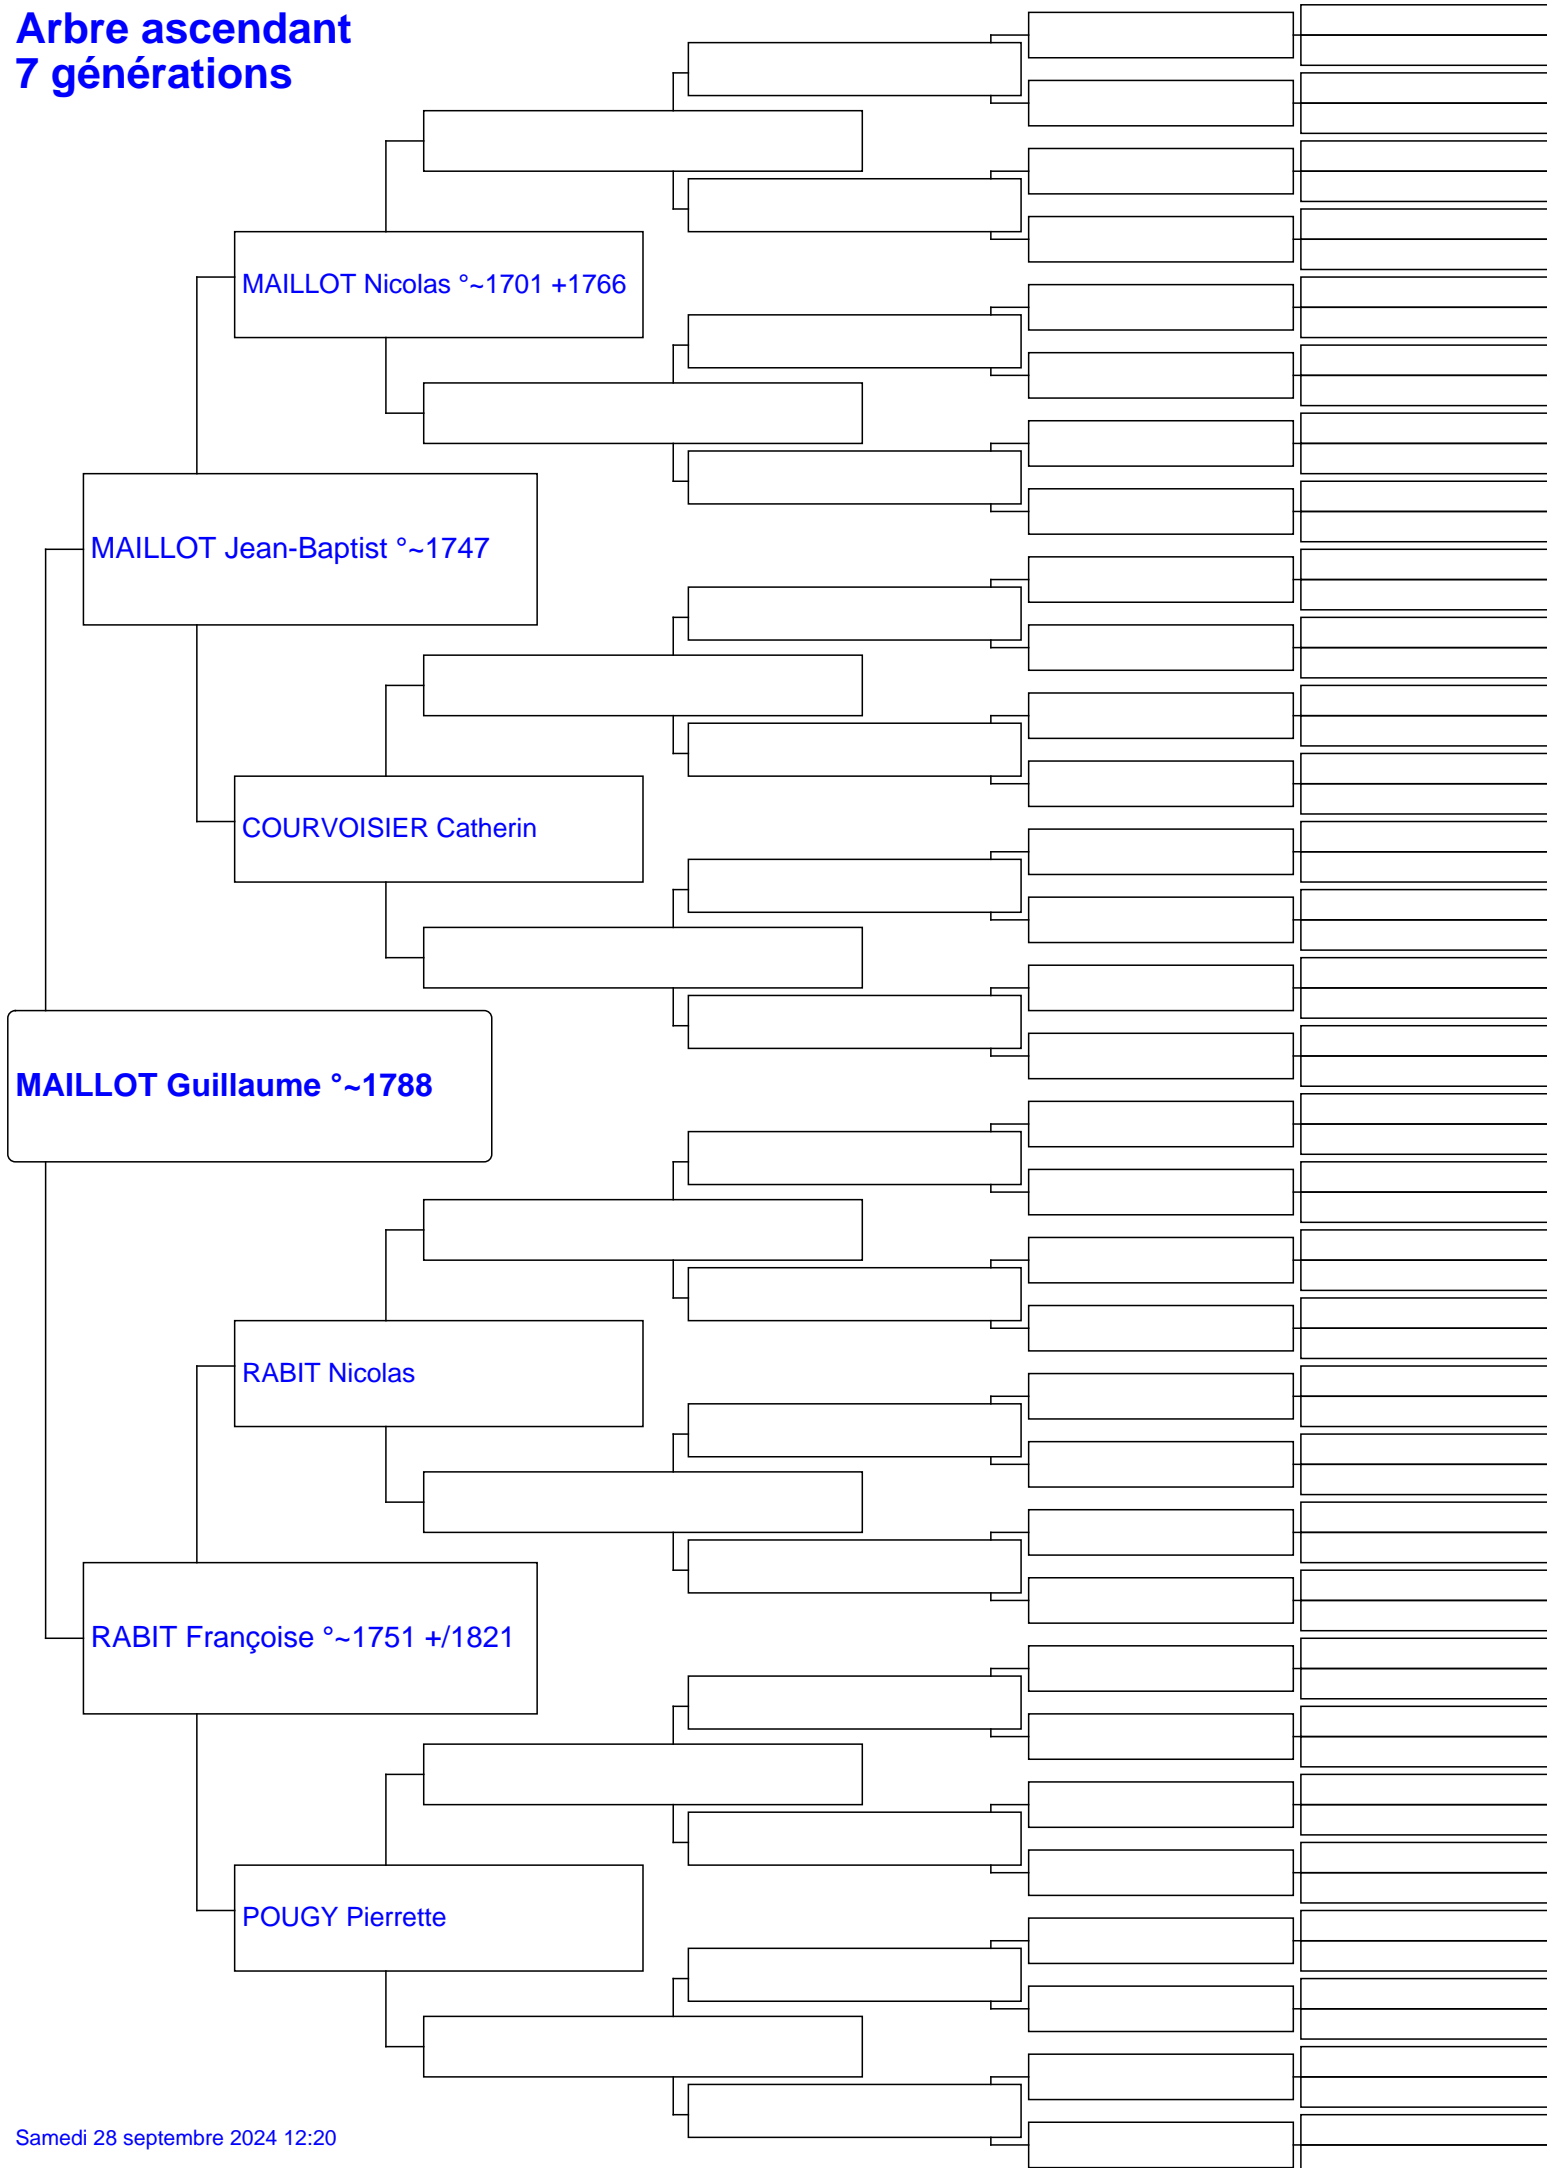 Arbre ascendant
7 générations
MAILLOT Nicolas °~1701 +1766
MAILLOT Jean-Baptist °~1747
COURVOISIER Catherin
MAILLOT Guillaume °~1788
RABIT Nicolas
RABIT Françoise °~1751 +/1821
POUGY Pierrette
Samedi 28 septembre 2024 12:20